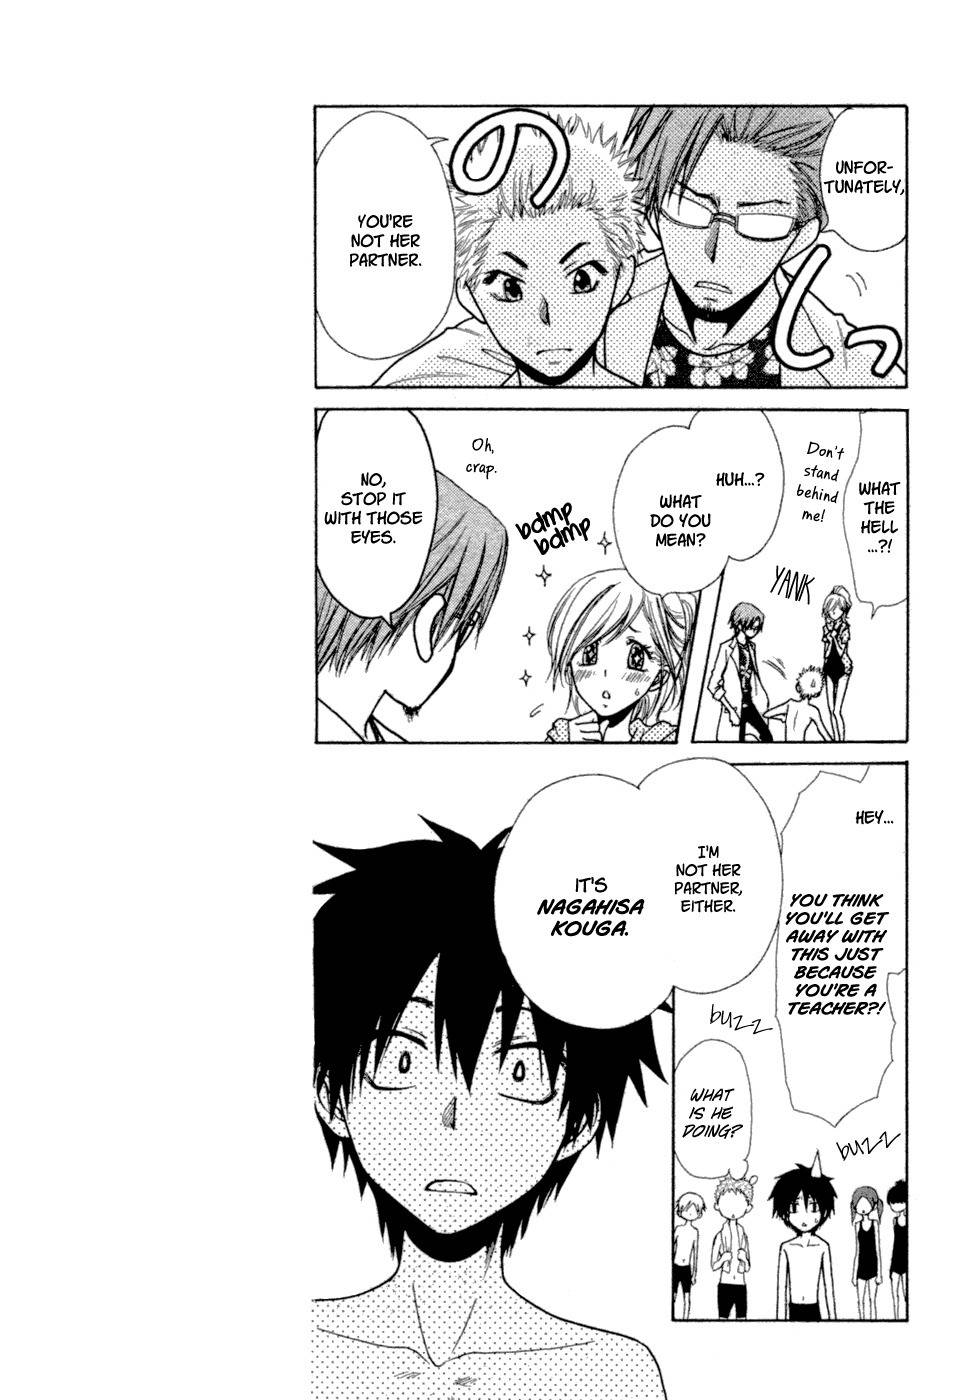 UNFOR-
TUNATELY,
のしっ
YOU'RE
NOT HER
PARTNER.
WHAT
THE
HELL
...?!
Don't
stand
behind
me!
YANK
HUH...?
WHAT
DO YOU
MEAN?
bdmp
bdmp
Oh,
crap.
NO,
STOP IT
WITH THOSE
EYES.
HEY...
YOU THINK
YOU'LL GET
AWAY WITH
THIS JUST
BECAUSE
YOU'RE A
TEACHER?!
buzz
buzz
WHAT
IS HE
DOING?
I'M
NOT HER
PARTNER,
EITHER.
IT'S
NAGAHISA
KOUGA.